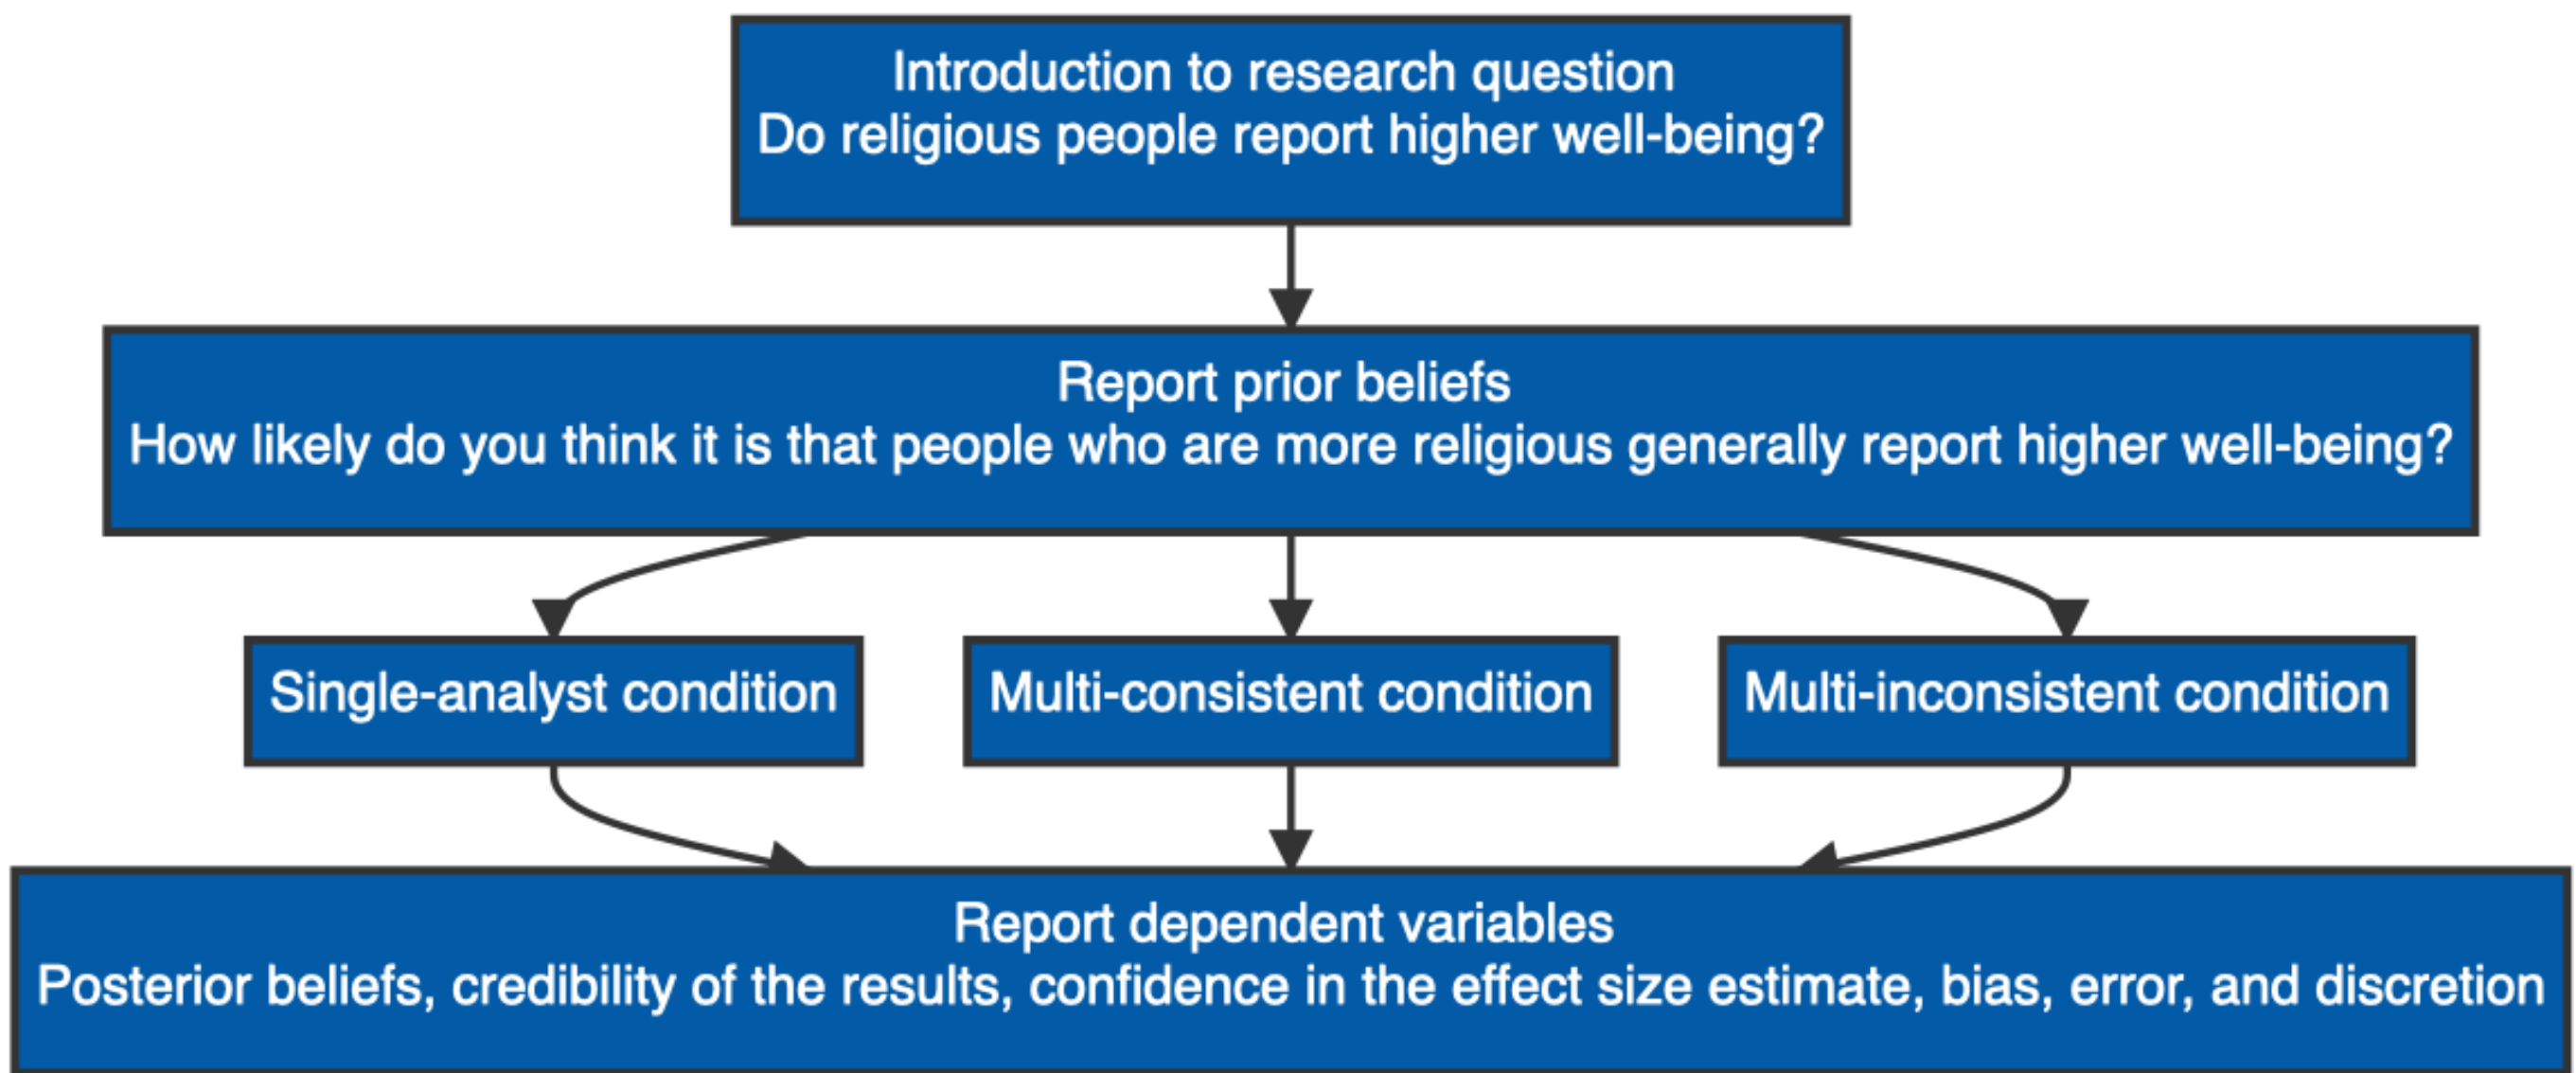 Introduction to research question
Do religious people report higher well-being?
Report prior beliefs
How likely do you think it is that people who are more religious generally report higher well-being?
Single-analyst condition
Multi-consistent condition
Multi-inconsistent condition
Report dependent variables
Posterior beliefs, credibility of the results, confidence in the effect size estimate, bias, error, and discretion